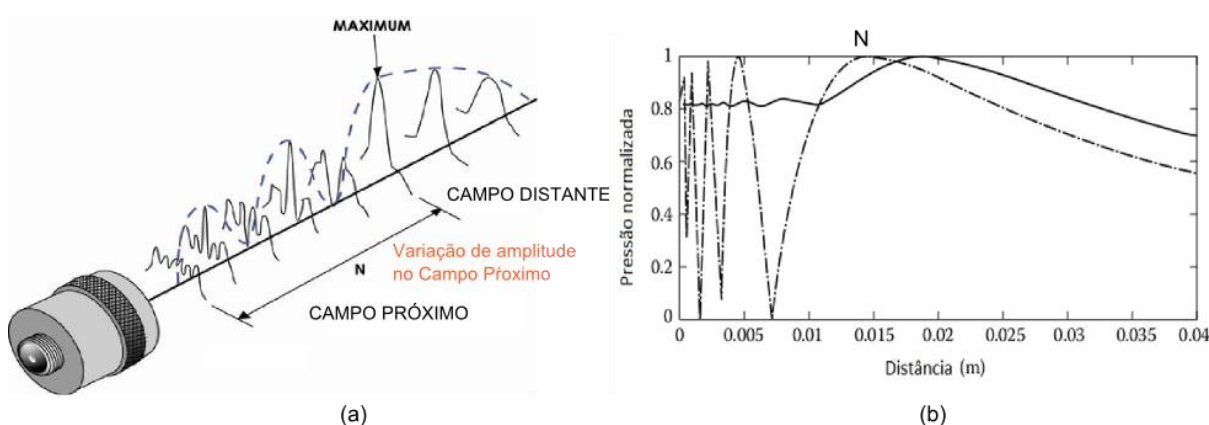 MAXIMUM
CAMPO DISTANTE
Variação de amplitude
no Campo Pŕoximo
N
CAMPO PRÓXIMO
(a)
N
Pressão normalizada
1
0.8
0.6
0.4
0.2
0
0 0.005 0.01 0.015 0.02 0.025 0.03 0.035 0.04
Distância (m)
(b)